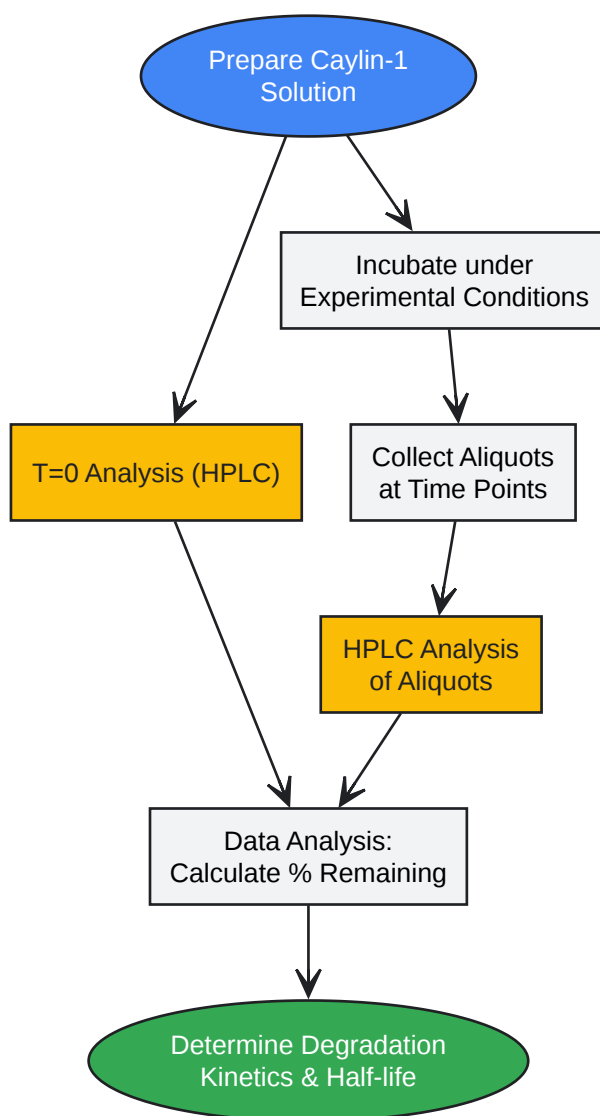 Prepare Caylin-1
Solution
Incubate under
Experimental Conditions
T=0 Analysis (HPLC)
Collect Aliquots
at Time Points
HPLC Analysis
of Aliquots
Data Analysis:
Calculate % Remaining
Determine Degradation
Kinetics & Half-life